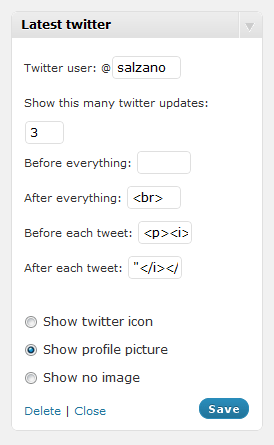 Latest twitter
Twitter user: @ salzano
Show this many twitter updates:
3
Before everything:
After everything: <br>
Before each tweet: <p><i>
After each tweet: "</i></
Show twitter icon
Show profile picture
Show no image
Delete | Close Save